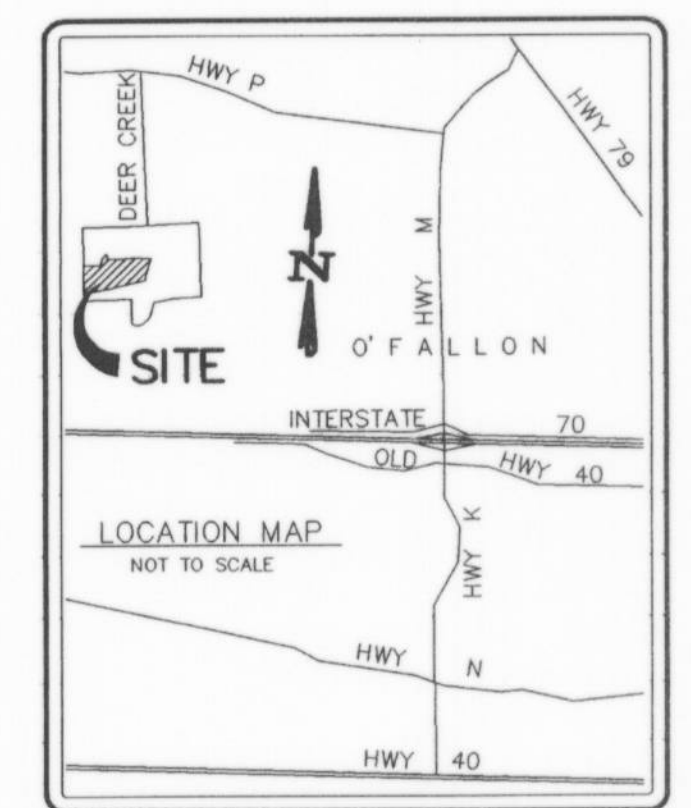 HWY P
DEER CREEK
HWY 79
HWY M
N
O' FALLON
SITE
INTERSTATE 70
OLD HWY 40
LOCATION MAP
NOT TO SCALE
HWY K
HWY N
HWY 40